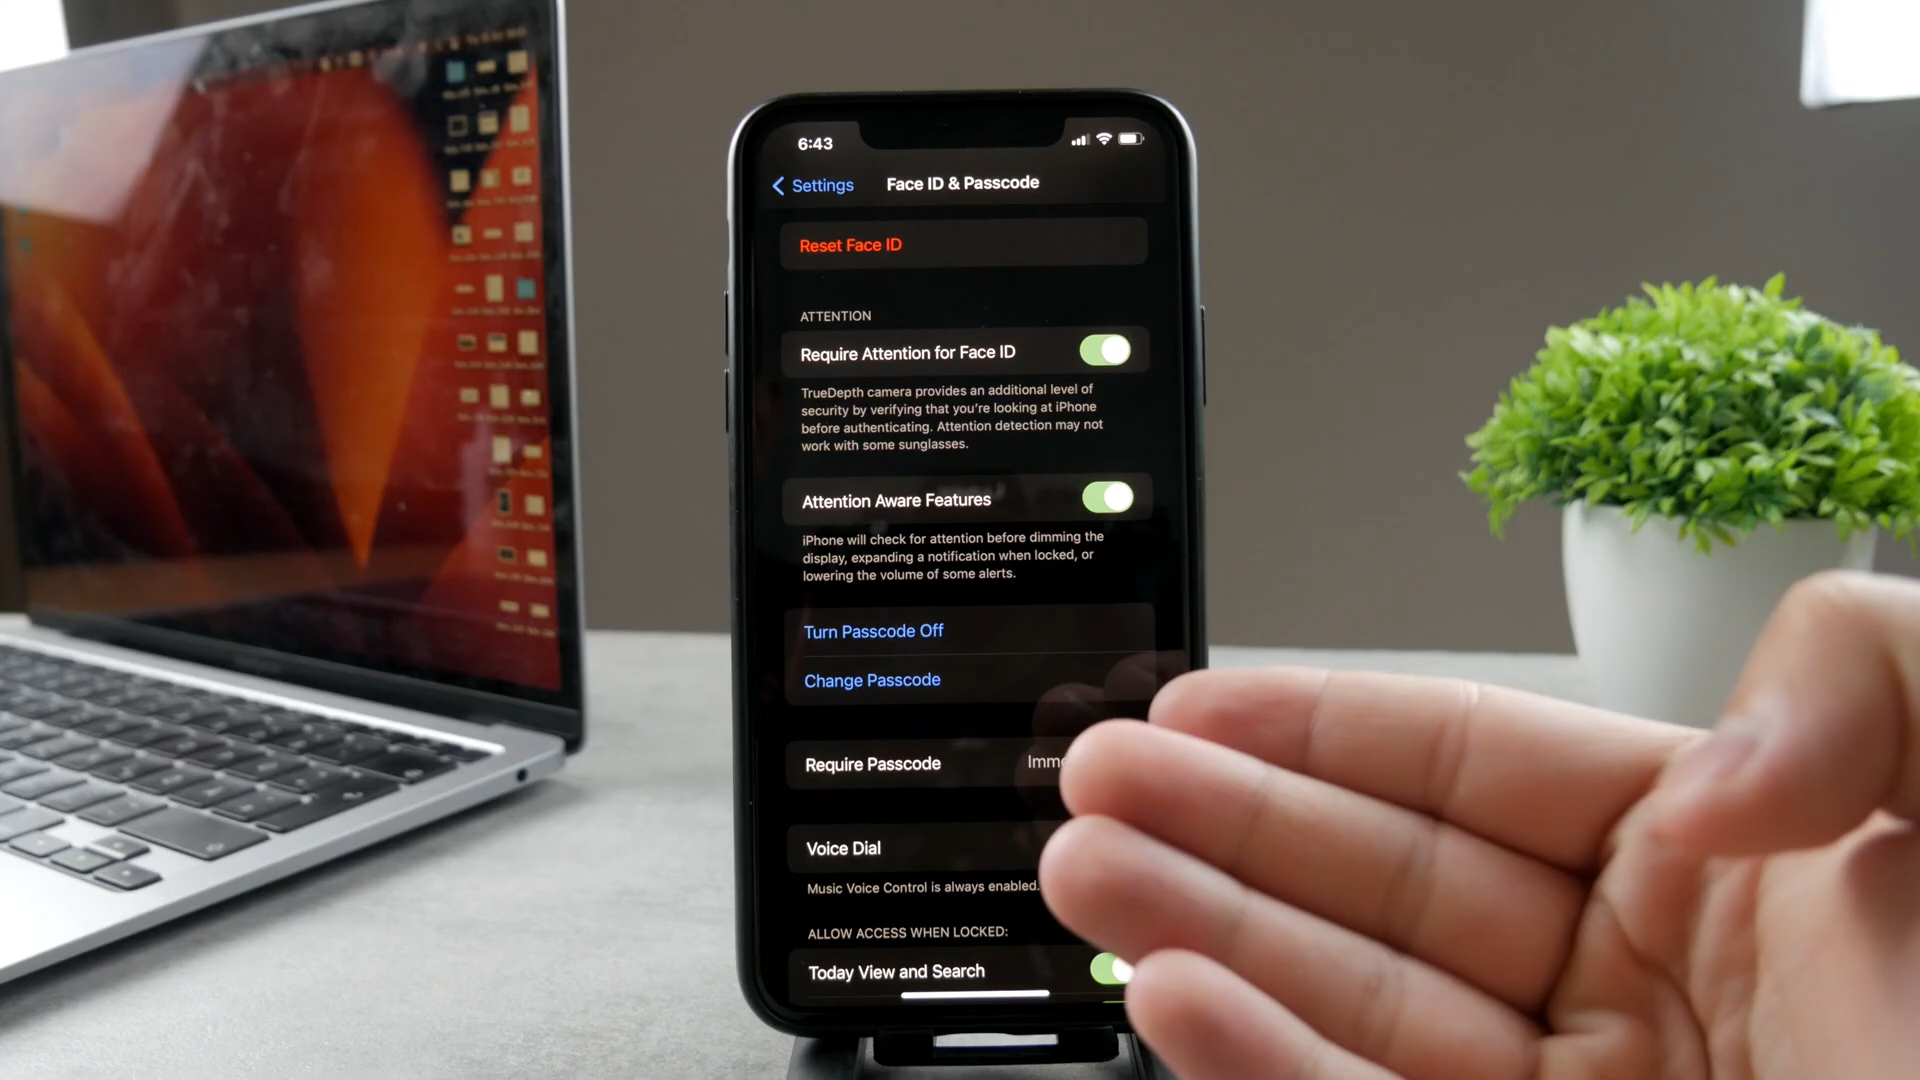 6:43
Settings
Face ID & Passcode
Reset Face ID
ATTENTION
Require Attention for Face ID
TrueDepth camera provides an additional level of
security by verifying that you're looking at iPhone
before authenticating. Attention detection may not
work with some sunglasses.
Attention Aware Features
iPhone will check for attention before dimming the
display, expanding a notification when locked, or
lowering the volume of some alerts.
Turn Passcode Off
Change Passcode
Require Passcode
Voice Dial
Music Voice Control is always enabled.
ALLOW ACCESS WHEN LOCKED:
Today View and Search